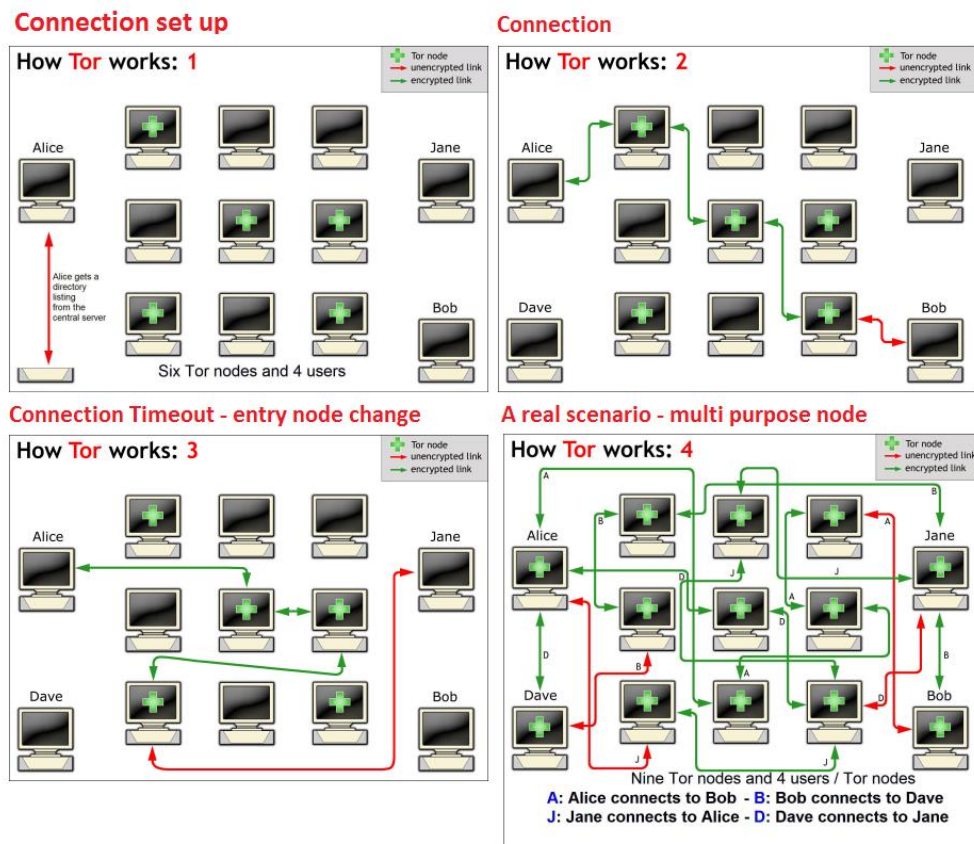 Connection set up
How Tor works: 1
Tor node
unencrypted link
encrypted link
Alice
Jane
Alice gets a
directory
listing
from the
central server
Bob
Six Tor nodes and 4 users
Connection
How Tor works: 2
Tor node
unencrypted link
encrypted link
Alice
Jane
Dave
Bob
Connection Timeout - entry node change
How Tor works: 3
Tor node
unencrypted link
encrypted link
Alice
Jane
Dave
Bob
A real scenario - multi purpose node
How Tor works: 4
Tor node
unencrypted link
encrypted link
A
B
B
A
Alice
Jane
D
J
J
A
D
D
B
B
A
Dave
D
Bob
J
J
Nine Tor nodes and 4 users / Tor nodes
A: Alice connects to Bob - B: Bob connects to Dave
J: Jane connects to Alice - D: Dave connects to Jane